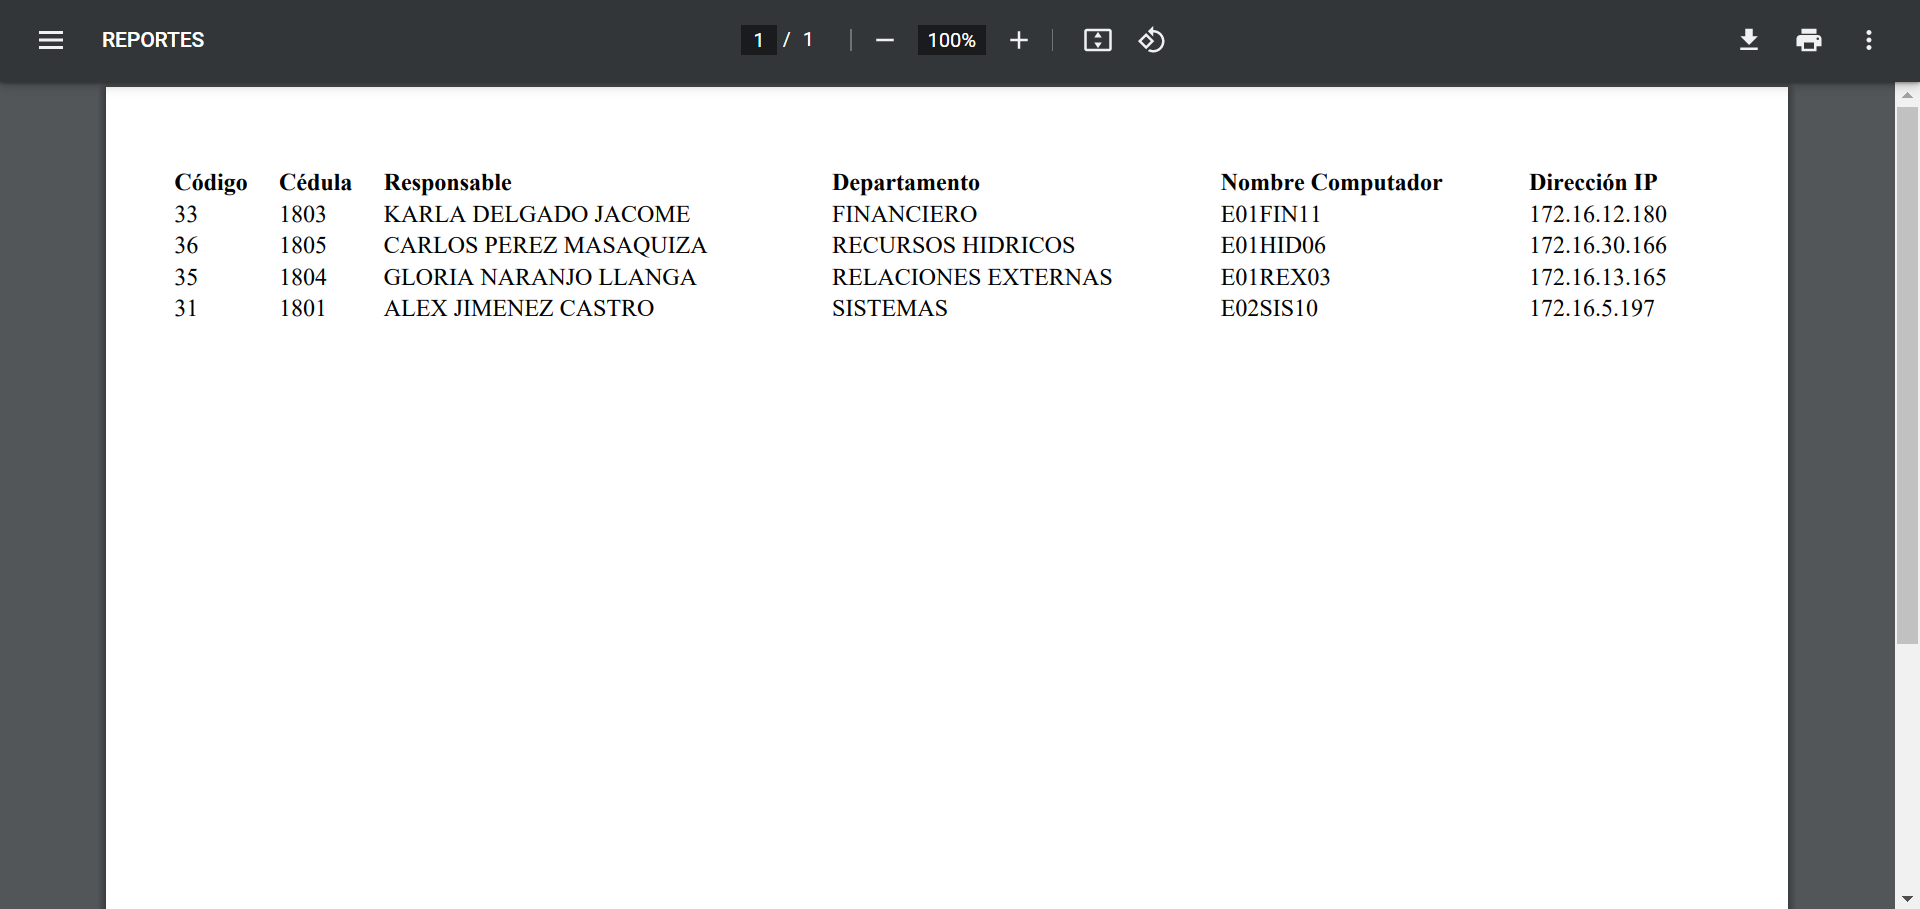 REPORTES 1 / 1 100%
Código Cédula Responsable Departamento Nombre Computador Dirección IP
33 1803 KARLA DELGADO JACOME FINANCIERO E01FIN11 172.16.12.180
36 1805 CARLOS PEREZ MASAQUIZA RECURSOS HIDRICOS E01HID06 172.16.30.166
35 1804 GLORIA NARANJO LLANGA RELACIONES EXTERNAS E01REX03 172.16.13.165
31 1801 ALEX JIMENEZ CASTRO SISTEMAS E02SIS10 172.16.5.197